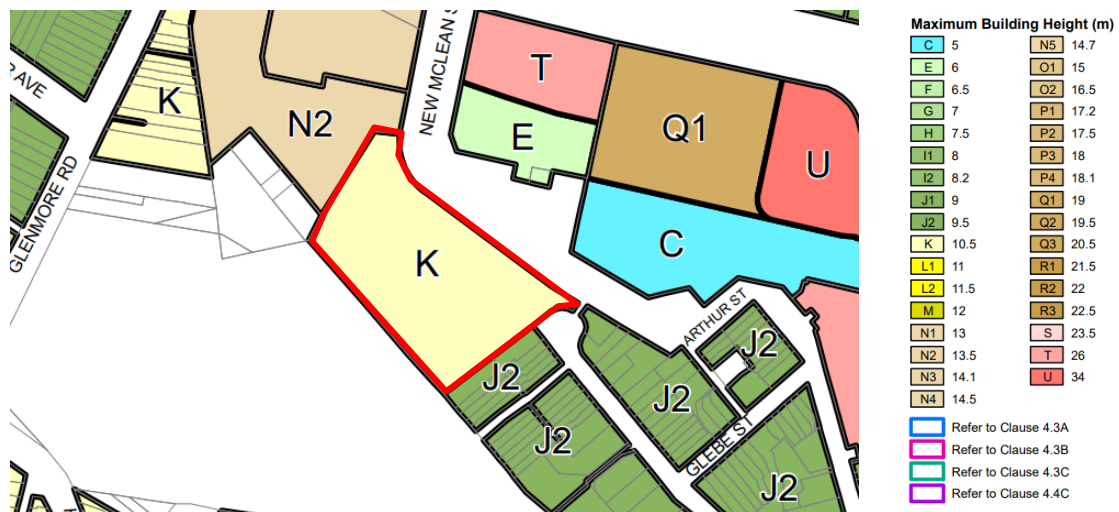 R AVE
GLENMORE RD
K
N2
NEW MCLEAN S
T
E
Q1
U
C
K
ARTHUR ST
J2
J2
J2
J2
GLEBE ST
J2
Maximum Building Height (m)
C 5
E 6
F 6.5
G 7
H 7.5
I1 8
I2 8.2
J1 9
J2 9.5
K 10.5
L1 11
L2 11.5
M 12
N1 13
N2 13.5
N3 14.1
N4 14.5
N5 14.7
O1 15
O2 16.5
P1 17.2
P2 17.5
P3 18
P4 18.1
Q1 19
Q2 19.5
Q3 20.5
R1 21.5
R2 22
R3 22.5
S 23.5
T 26
U 34
Refer to Clause 4.3A
Refer to Clause 4.3B
Refer to Clause 4.3C
Refer to Clause 4.4C